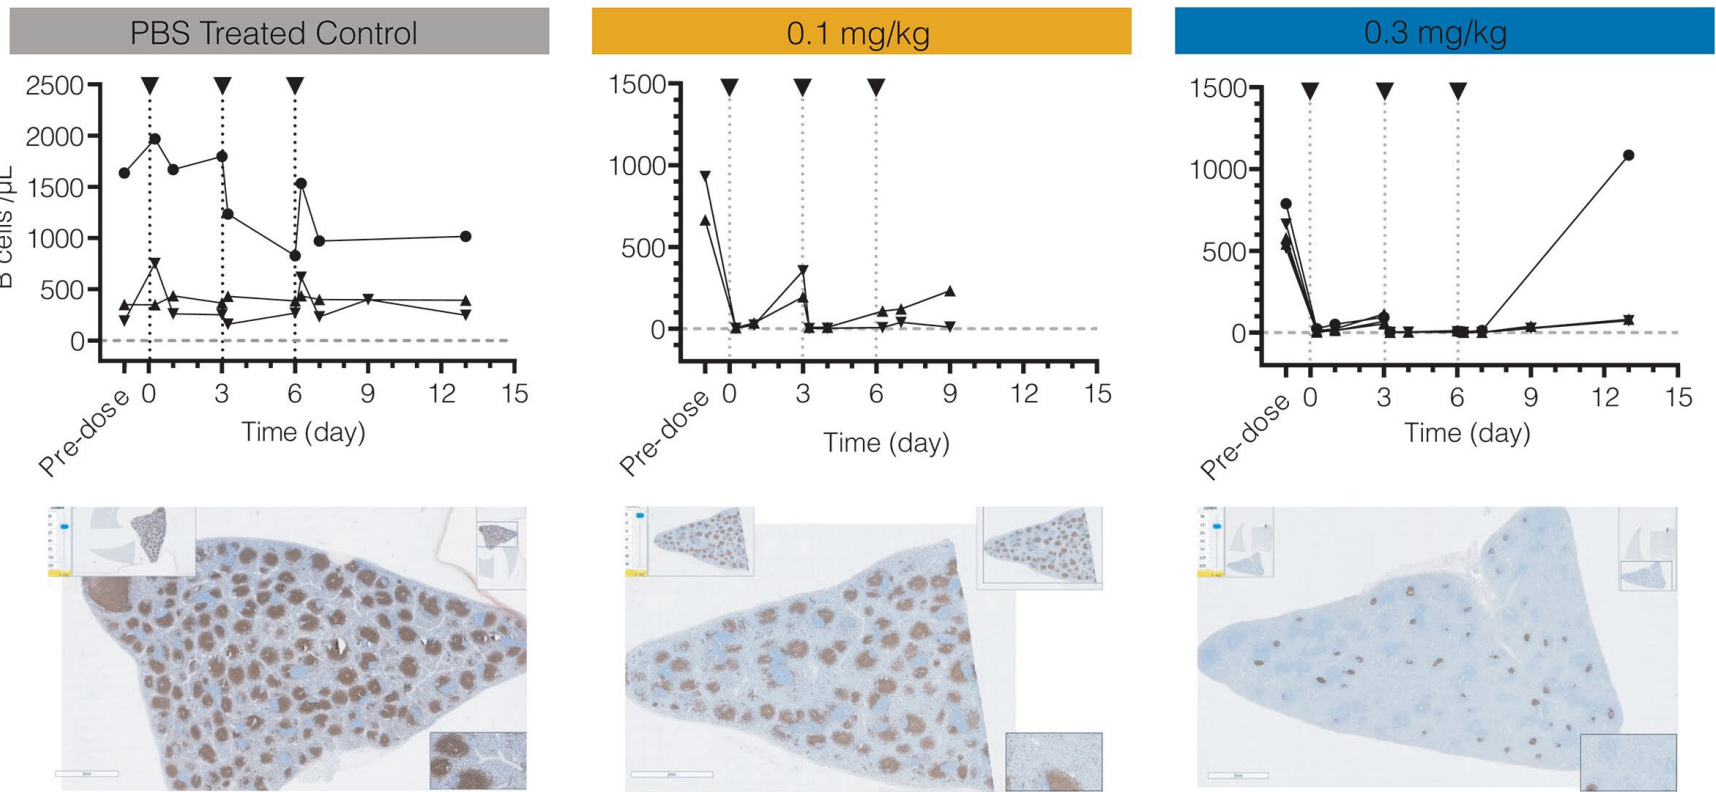 PBS Treated Control
0.1 mg/kg
0.3 mg/kg
B cells /µL
2500
2000
1500
1000
500
0
Pre-dose 0 3 6 9 12 15
Time (day)
1500
1000
500
0
Pre-dose 0 3 6 9 12 15
Time (day)
1500
1000
500
0
Pre-dose 0 3 6 9 12 15
Time (day)